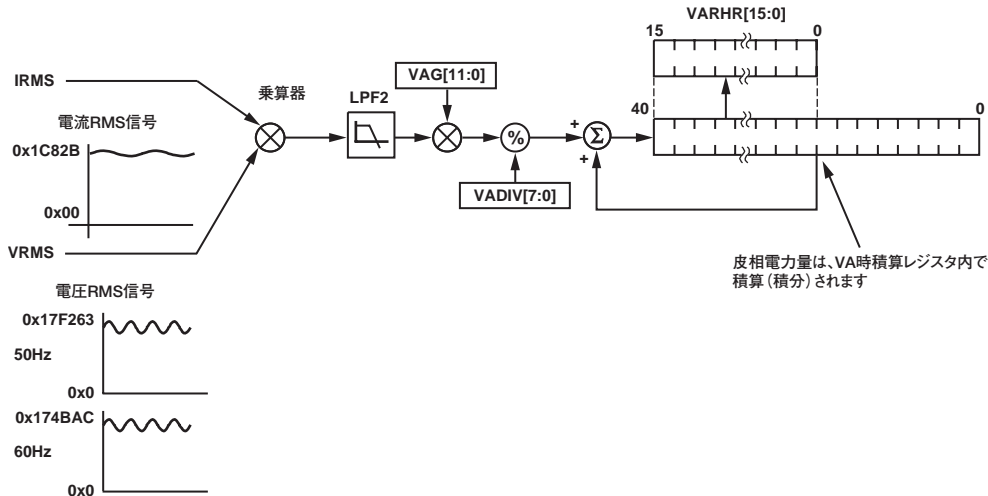 VARHR[15:0]
15
0
IRMS
乗算器
LPF2
VAG[11:0]
40
0
電流RMS信号
0x1C82B
%
+
Σ
+
0x00
VADIV[7:0]
VRMS
皮相電力量は、VA時積算レジスタ内で
積算(積分)されます
電圧RMS信号
0x17F263
50Hz
0x0
0x174BAC
60Hz
0x0